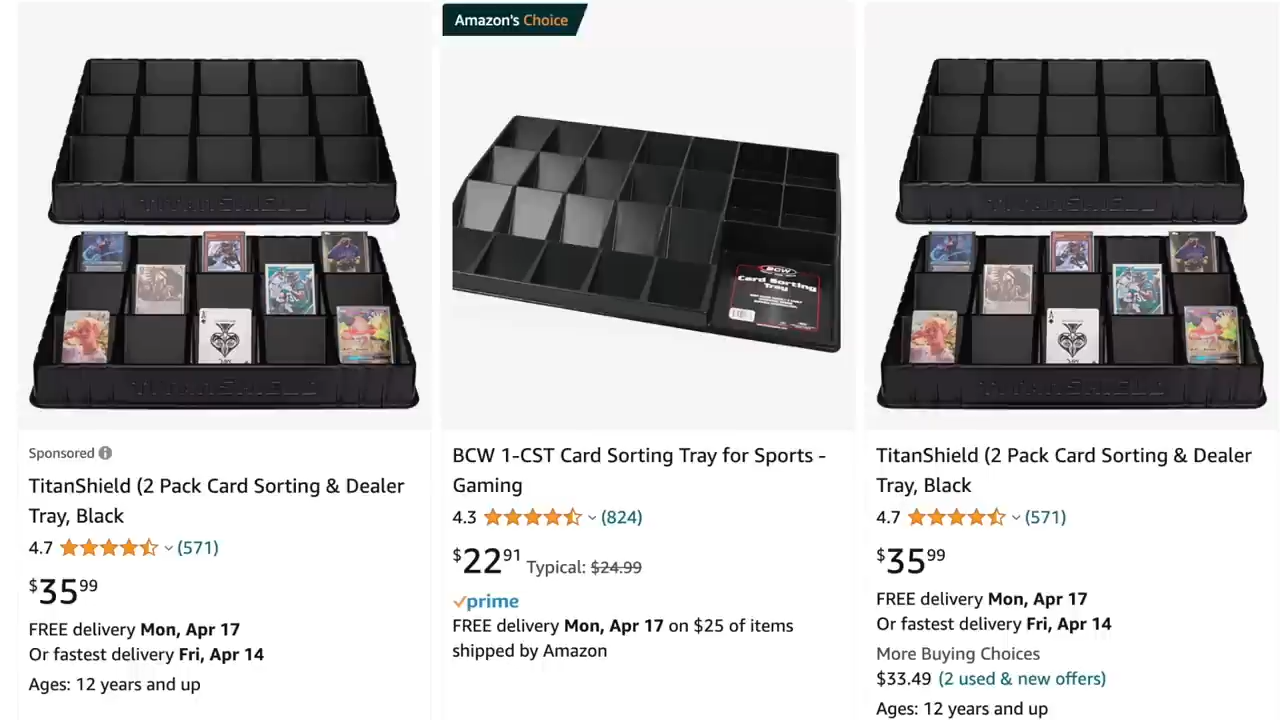 Amazon's Choice
TITANSHIELD
TITANSHIELD
Sponsored
TitanShield (2 Pack Card Sorting & Dealer
Tray, Black
4.7 (571)
$35 99
FREE delivery Mon, Apr 17
Or fastest delivery Fri, Apr 14
Ages: 12 years and up
BCW
Card Sorting
Tray
BCW 1-CST Card Sorting Tray for Sports -
Gaming
4.3 (824)
$22 91 Typical: $24.99
prime
FREE delivery Mon, Apr 17 on $25 of items
shipped by Amazon
TITANSHIELD
TITANSHIELD
TitanShield (2 Pack Card Sorting & Dealer
Tray, Black
4.7 (571)
$35 99
FREE delivery Mon, Apr 17
Or fastest delivery Fri, Apr 14
More Buying Choices
$33.49 (2 used & new offers)
Ages: 12 years and up